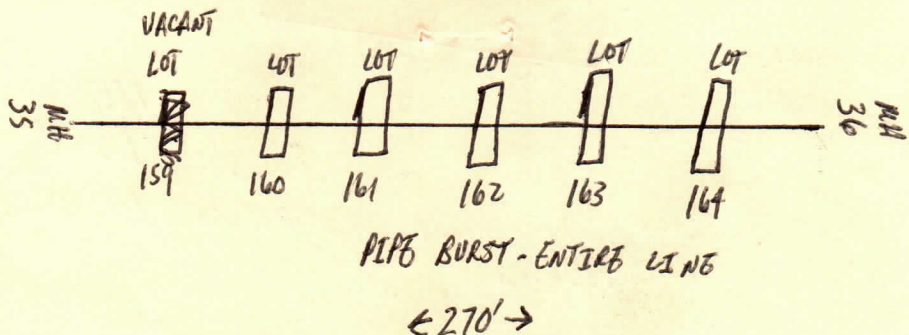 VACANT
LOT LOT LOT LOT LOT LOT
MH 35
MH 36
159 160 161 162 163 164
PIPE BURST - ENTIRE LINE
← 270' →